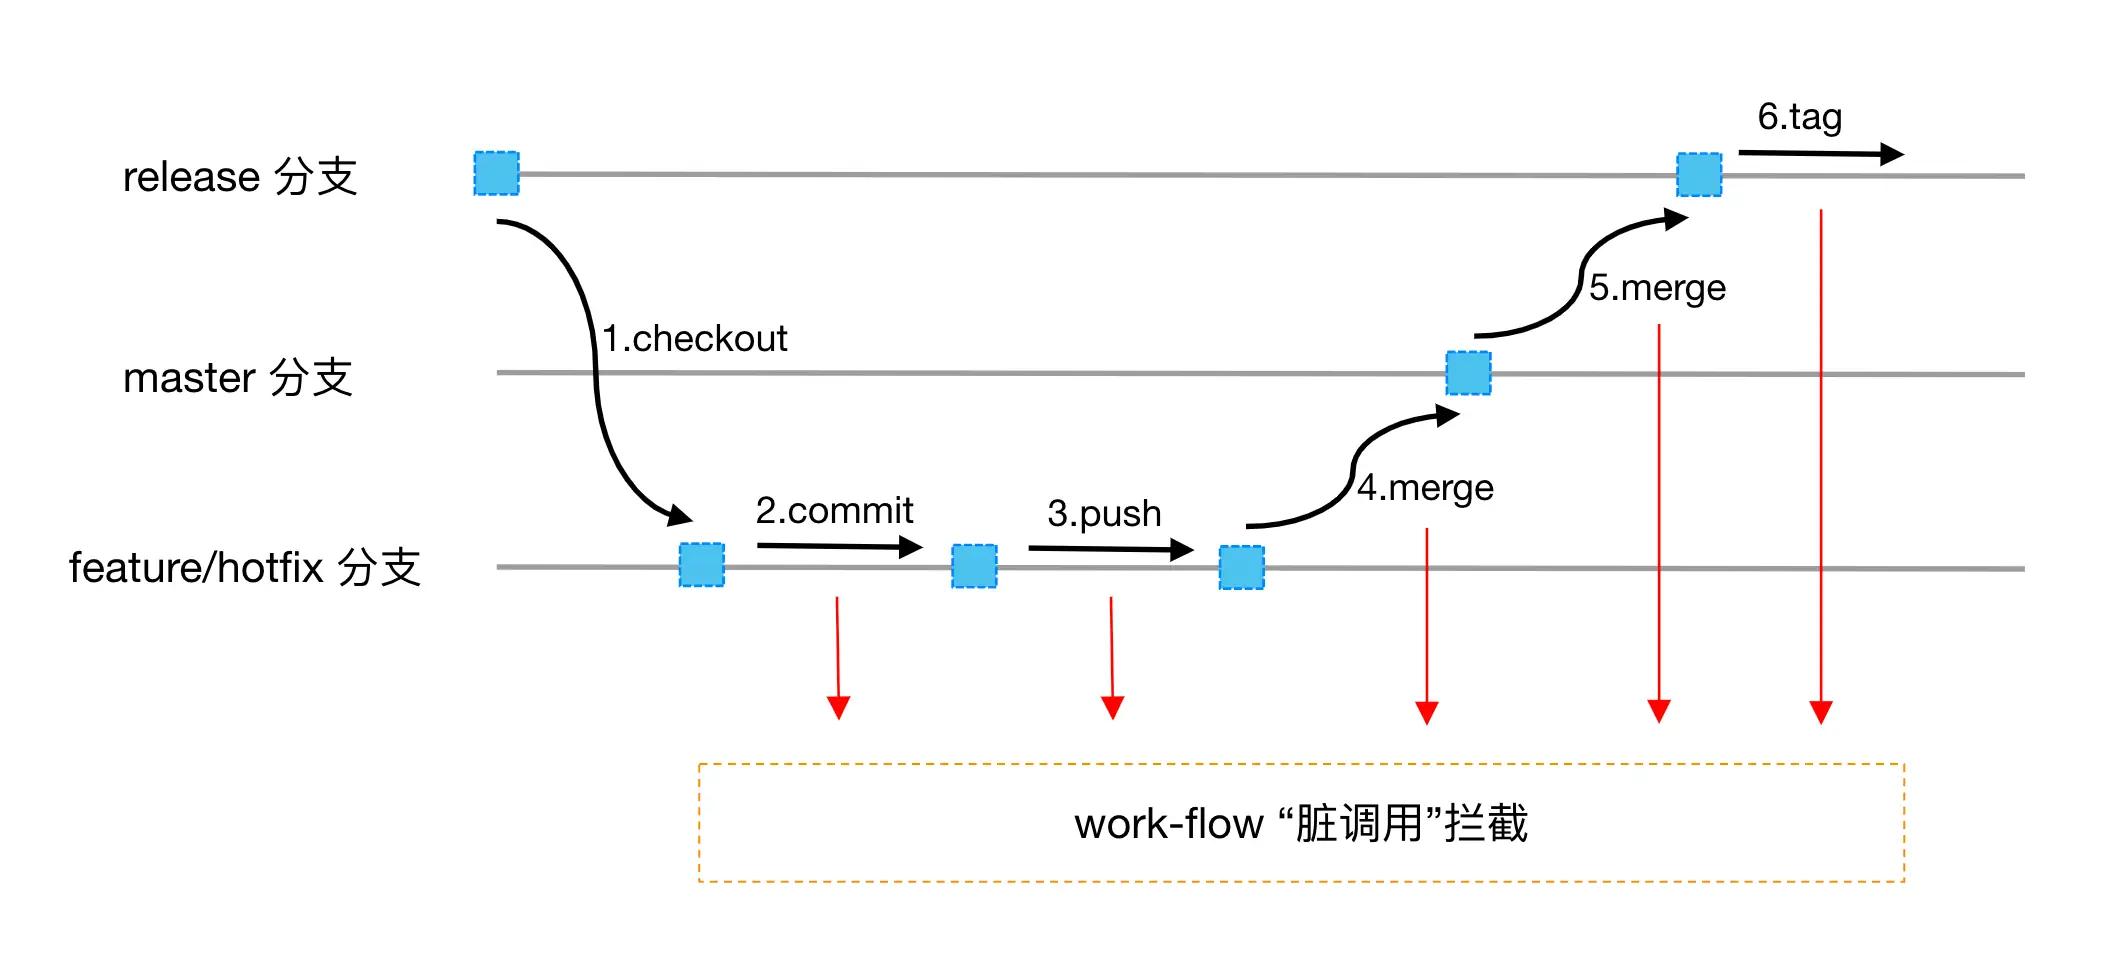 6.tag
release 分支
5.merge
1.checkout
master 分支
4.merge
2.commit
3.push
feature/hotfix 分支
work-flow “脏调用”拦截